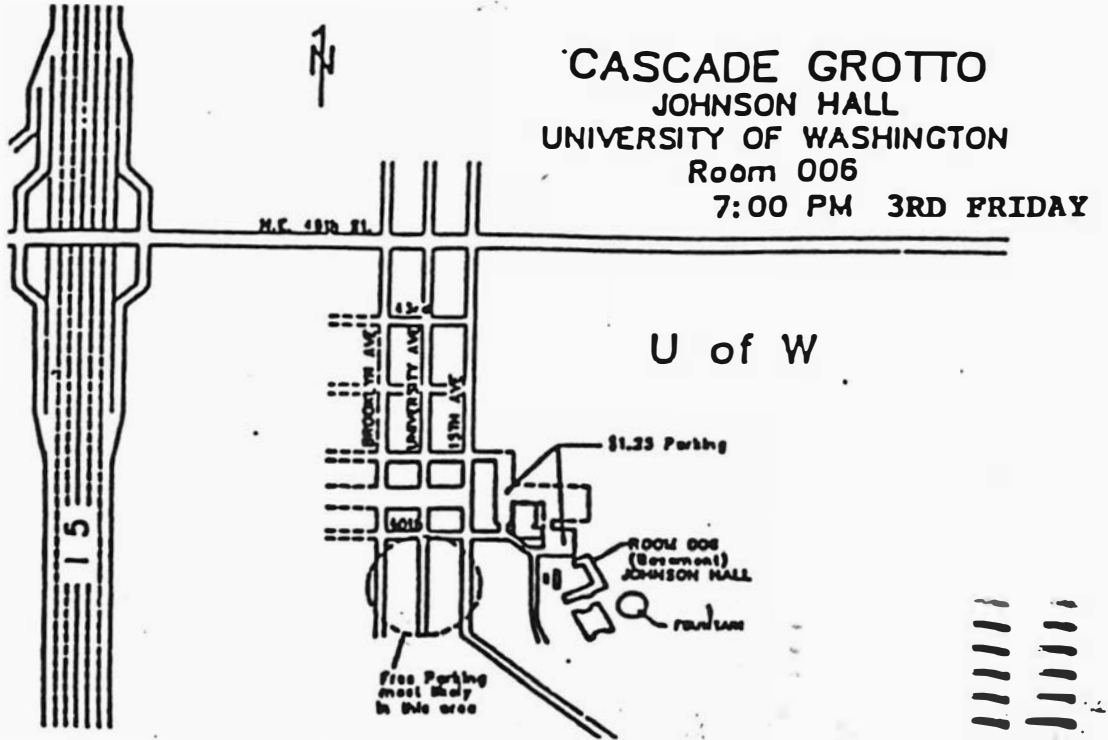 N
CASCADE GROTTO
JOHNSON HALL
UNIVERSITY OF WASHINGTON
Room 006
7:00 PM 3RD FRIDAY
N.E. St.
43rd
U of W
BROOKLYN AVE
UNIVERSITY AVE
15TH AVE
$1.25 Parking
I 5
40th
ROOM 006
(Basement)
JOHNSON HALL
FOUNTAIN
Free Parking
most likely
in this area